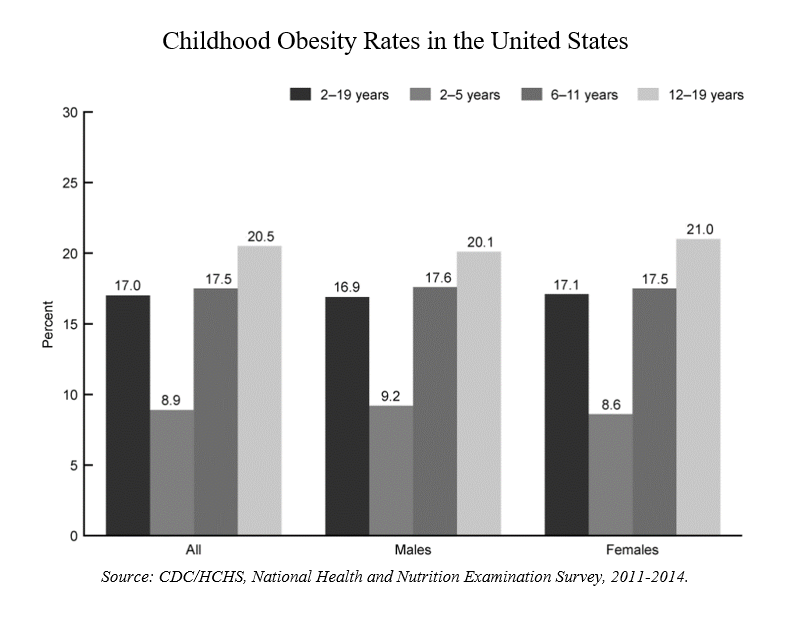 Childhood Obesity Rates in the United States
2–19 years 2–5 years 6–11 years 12–19 years
30
25
20
15
10
5
0
Percent
17.0 8.9 17.5 20.5
16.9 9.2 17.6 20.1
17.1 8.6 17.5 21.0
All Males Females
Source: CDC/HCHS, National Health and Nutrition Examination Survey, 2011-2014.